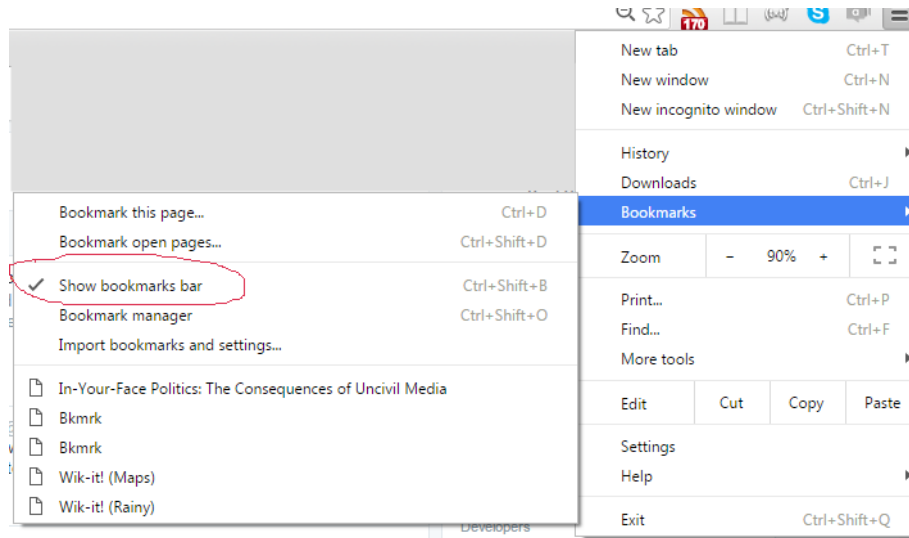 170
New tab Ctrl+T
New window Ctrl+N
New incognito window Ctrl+Shift+N
History
Downloads Ctrl+J
Bookmarks
Zoom - 90% +
Print... Ctrl+P
Find... Ctrl+F
More tools
Edit Cut Copy Paste
Settings
Help
Exit Ctrl+Shift+Q
Bookmark this page... Ctrl+D
Bookmark open pages... Ctrl+Shift+D
Show bookmarks bar Ctrl+Shift+B
Bookmark manager Ctrl+Shift+O
Import bookmarks and settings...
In-Your-Face Politics: The Consequences of Uncivil Media
Bkmrk
Bkmrk
Wik-it! (Maps)
Wik-it! (Rainy)
Developers